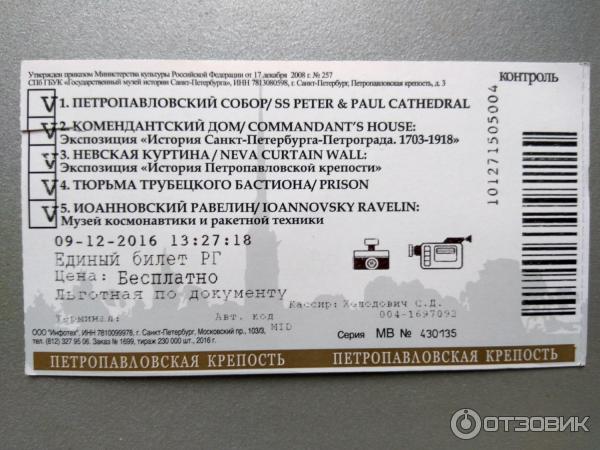 Утвержден приказом Министерства культуры Российской Федерации от 17 декабря 2008 г. № 257
СПб ГБУК «Государственный музей истории Санкт-Петербурга», ИНН 7813080598, г. Санкт-Петербург, Петропавловская крепость, д. 3
контроль
V 1. ПЕТРОПАВЛОВСКИЙ СОБОР/ SS PETER & PAUL CATHEDRAL
V 2. КОМЕНДАНТСКИЙ ДОМ/ COMMANDANT'S HOUSE:
Экспозиция «История Санкт-Петербурга-Петрограда. 1703-1918»
V 3. НЕВСКАЯ КУРТИНА / NEVA CURTAIN WALL:
Экспозиция «История Петропавловской крепости»
V 4. ТЮРЬМА ТРУБЕЦКОГО БАСТИОНА/ PRISON
V 5. ИОАННОВСКИЙ РАВЕЛИН/ IOANNOVSKY RAVELIN:
Музей космонавтики и ракетной техники
101271505004
09-12-2016 13:27:18
Единый билет РГ
Цена: Бесплатно
Льготная по документу
Кассир: С.Д.
004-1697092
Терминал: Авт. код
MID
ООО "Инфотех", ИНН 7810099978, г. Санкт-Петербург, Московский пр., 103/3,
тел. (812) 327 95 06. Заказ № 1699, тираж 230 000 шт., 2016 г.
Серия МВ № 430135
ПЕТРОПАВЛОВСКАЯ КРЕПОСТЬ ПЕТРОПАВЛОВСКАЯ КРЕПОСТЬ
ОТЗОВИК